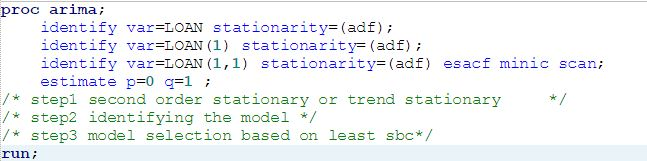 proc arima;
identify var=LOAN stationarity=(adf);
identify var=LOAN(1) stationarity=(adf);
identify var=LOAN(1,1) stationarity=(adf) esacf minic scan;
estimate p=0 q=1 ;
/* step1 second order stationary or trend stationary */
/* step2 identifying the model */
/* step3 model selection based on least sbc*/
run;